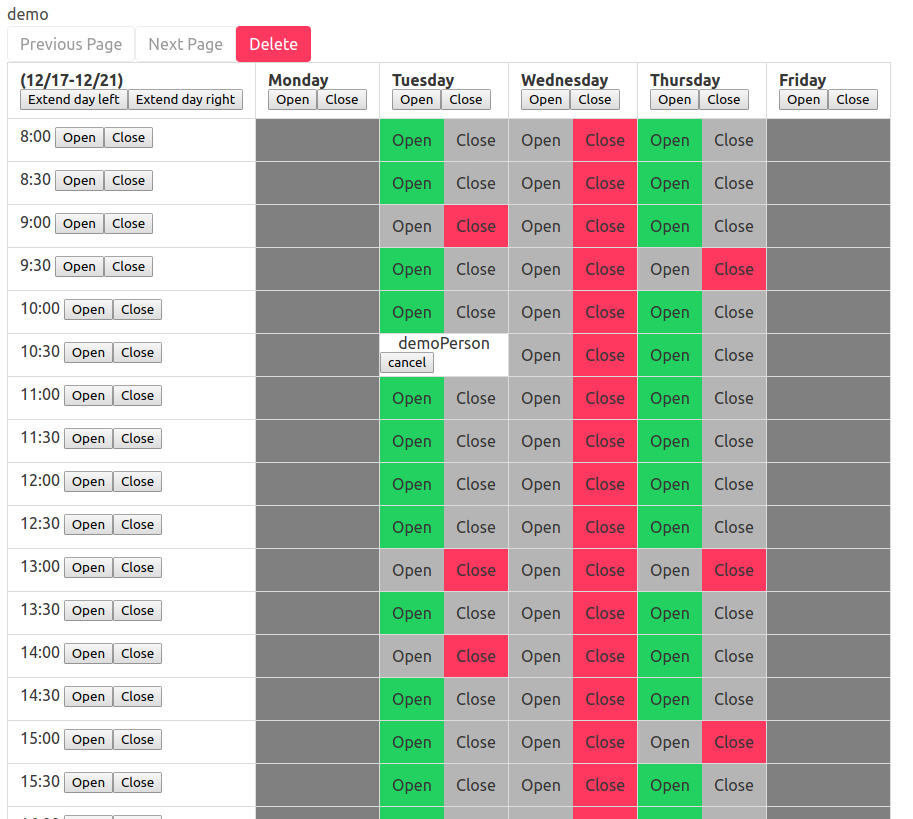 demo
Previous Page Next Page Delete
(12/17-12/21) Monday Tuesday Wednesday Thursday Friday
Extend day left Extend day right Open Close Open Close Open Close Open Close Open Close
8:00 Open Close Open Close Open Close Open Close
8:30 Open Close Open Close Open Close Open Close
9:00 Open Close Open Close Open Close Open Close
9:30 Open Close Open Close Open Close Open Close
10:00 Open Close Open Close Open Close Open Close
10:30 Open Close demoPerson cancel Open Close Open Close
11:00 Open Close Open Close Open Close Open Close
11:30 Open Close Open Close Open Close Open Close
12:00 Open Close Open Close Open Close Open Close
12:30 Open Close Open Close Open Close Open Close
13:00 Open Close Open Close Open Close Open Close
13:30 Open Close Open Close Open Close Open Close
14:00 Open Close Open Close Open Close Open Close
14:30 Open Close Open Close Open Close Open Close
15:00 Open Close Open Close Open Close Open Close
15:30 Open Close Open Close Open Close Open Close